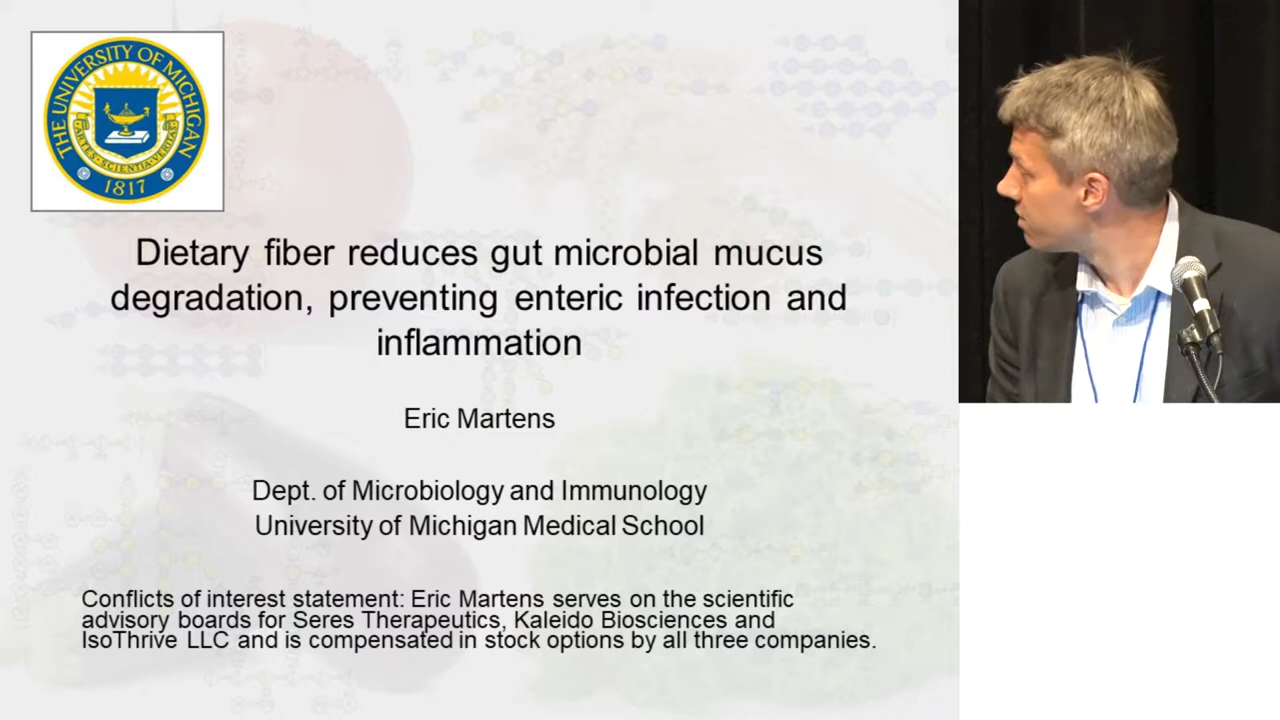 THE UNIVERSITY OF MICHIGAN
ARTES SCIENTIA VERITAS
1817
Dietary fiber reduces gut microbial mucus
degradation, preventing enteric infection and
inflammation
Eric Martens
Dept. of Microbiology and Immunology
University of Michigan Medical School
Conflicts of interest statement: Eric Martens serves on the scientific
advisory boards for Seres Therapeutics, Kaleido Biosciences and
IsoThrive LLC and is compensated in stock options by all three companies.